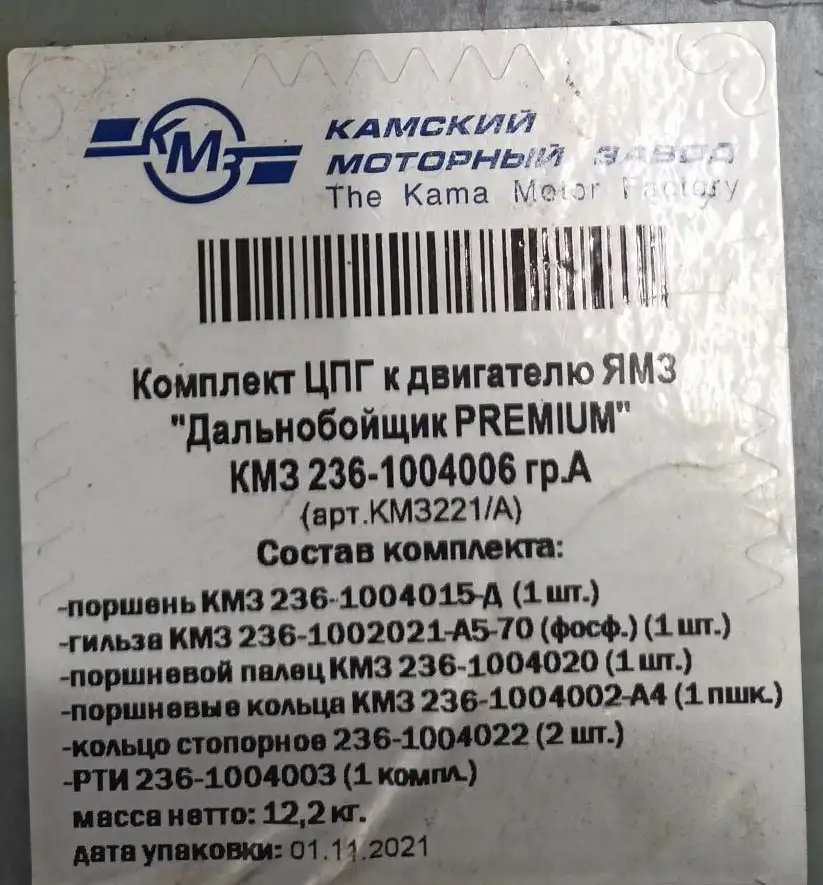 КМЗ
КАМСКИЙ
МОТОРНЫЙ ЗАВОД
The Kama Motor Factory
Комплект ЦПГ к двигателю ЯМЗ
"Дальнобойщик PREMIUM"
КМЗ 236-1004006 гр.А
(арт.КМЗ221/А)
Состав комплекта:
-поршень КМЗ 236-1004015-Д (1 шт.)
-гильза КМЗ 236-1002021-А5-70 (фосф.) (1 шт.)
-поршневой палец КМЗ 236-1004020 (1 шт.)
-поршневые кольца КМЗ 236-1004002-А4 (1 пшк.)
-кольцо стопорное 236-1004022 (2 шт.)
-РТИ 236-1004003 (1 компл.)
масса нетто: 12,2 кг.
дата упаковки: 01.11.2021